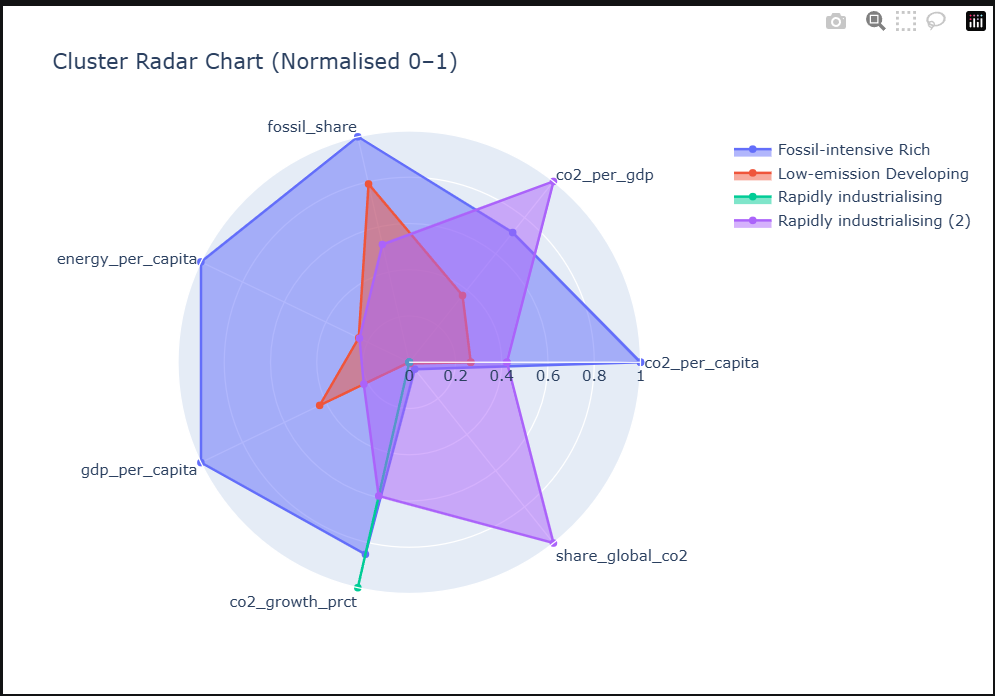 Cluster Radar Chart (Normalised 0–1)
fossil_share
co2_per_gdp
energy_per_capita
co2_per_capita
0 0.2 0.4 0.6 0.8 1
gdp_per_capita
share_global_co2
co2_growth_prct
Fossil-intensive Rich
Low-emission Developing
Rapidly industrialising
Rapidly industrialising (2)